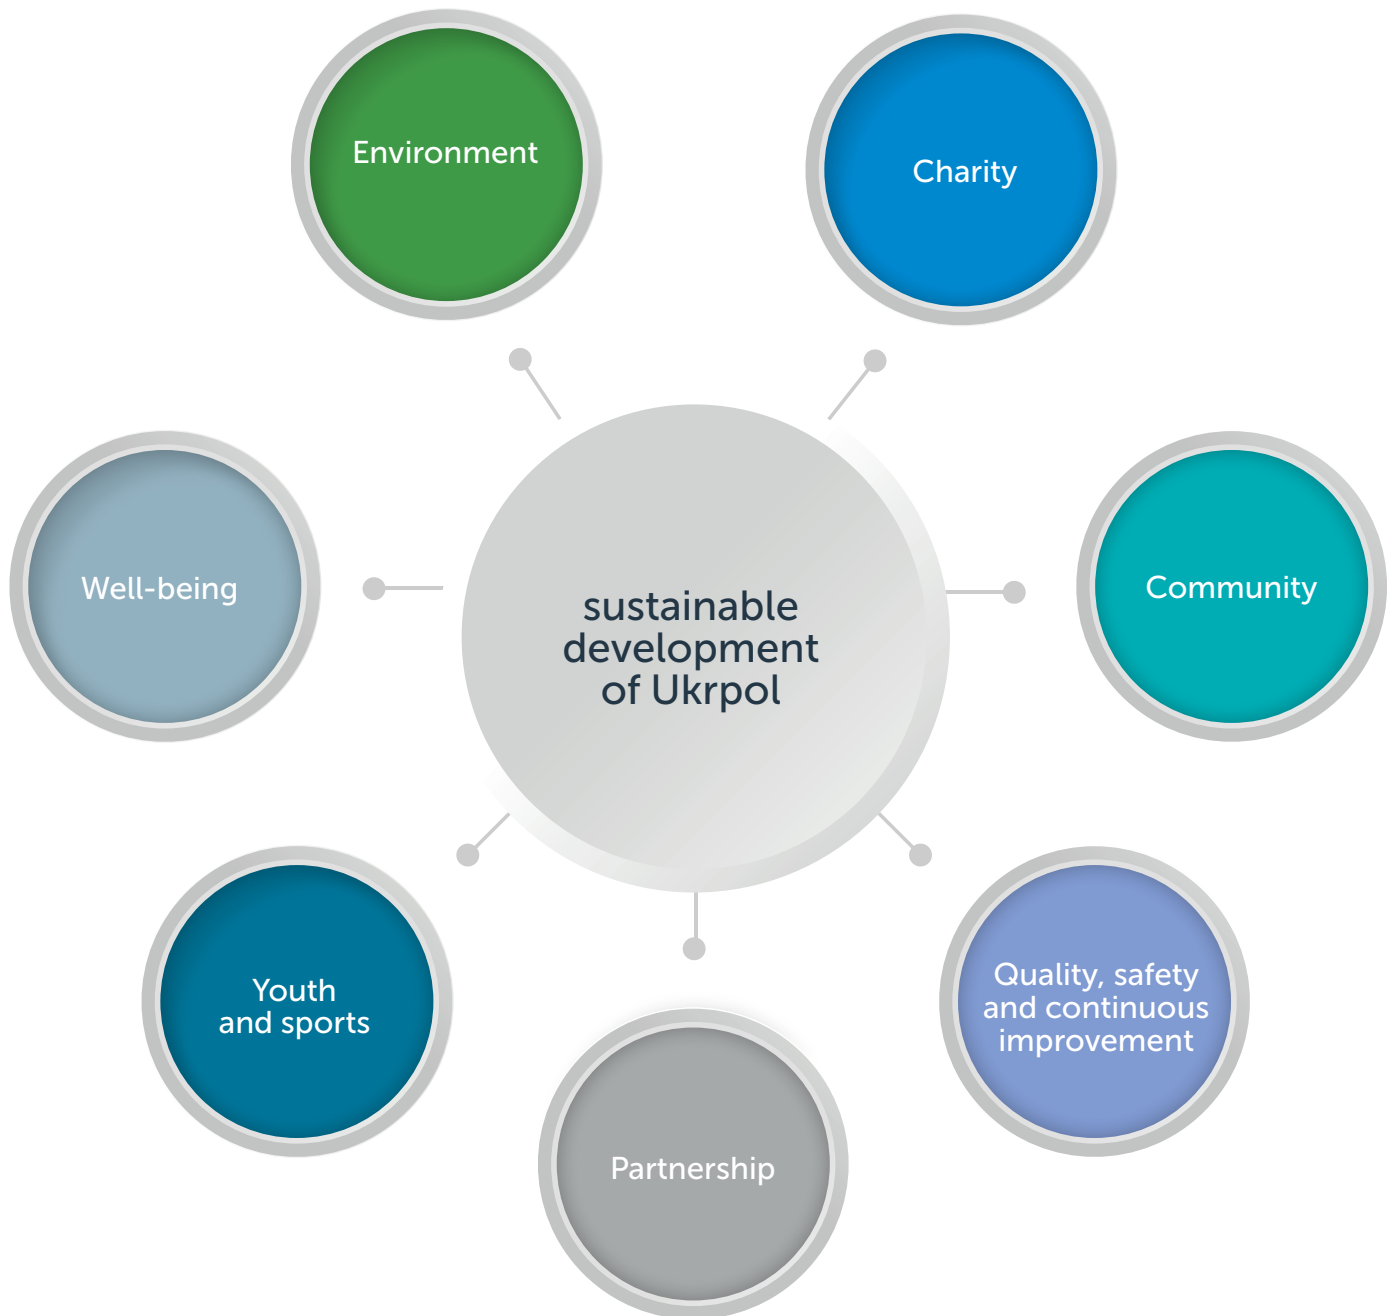 Environment
Charity
Well-being
sustainable
development
of Ukrpol
Community
Youth
and sports
Partnership
Quality, safety
and continuous
improvement